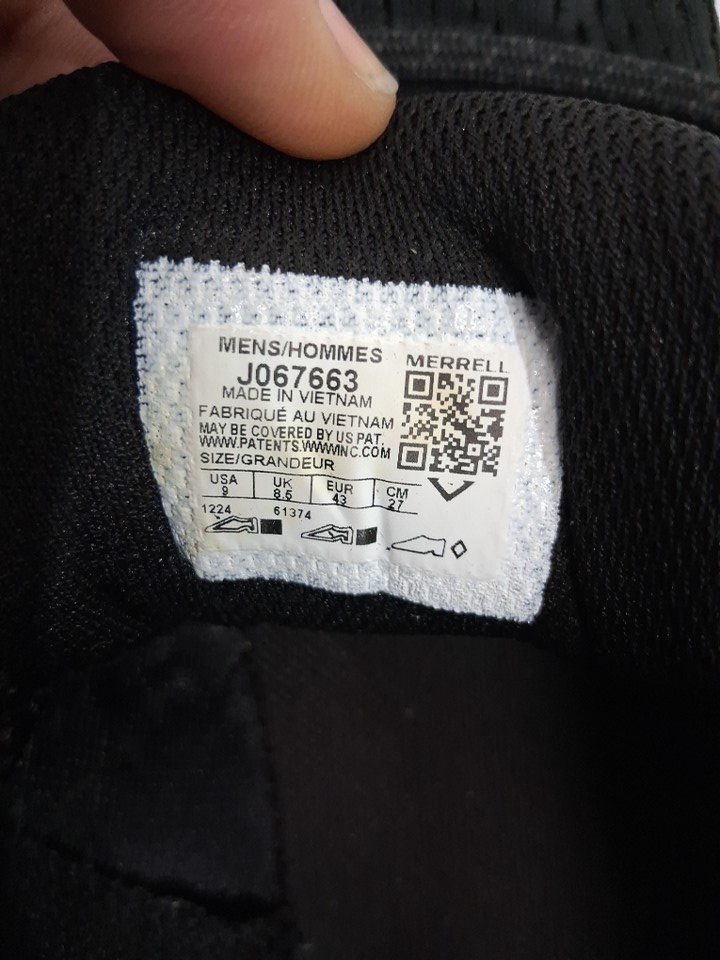 MENS/HOMMES
MERRELL
J067663
MADE IN VIETNAM
FABRIQUÉ AU VIETNAM
MAY BE COVERED BY US PAT.
WWW.PATENTS.WWWINC.COM
SIZE/GRANDEUR
USA UK EUR CM
9 8.5 43 27
1224 61374